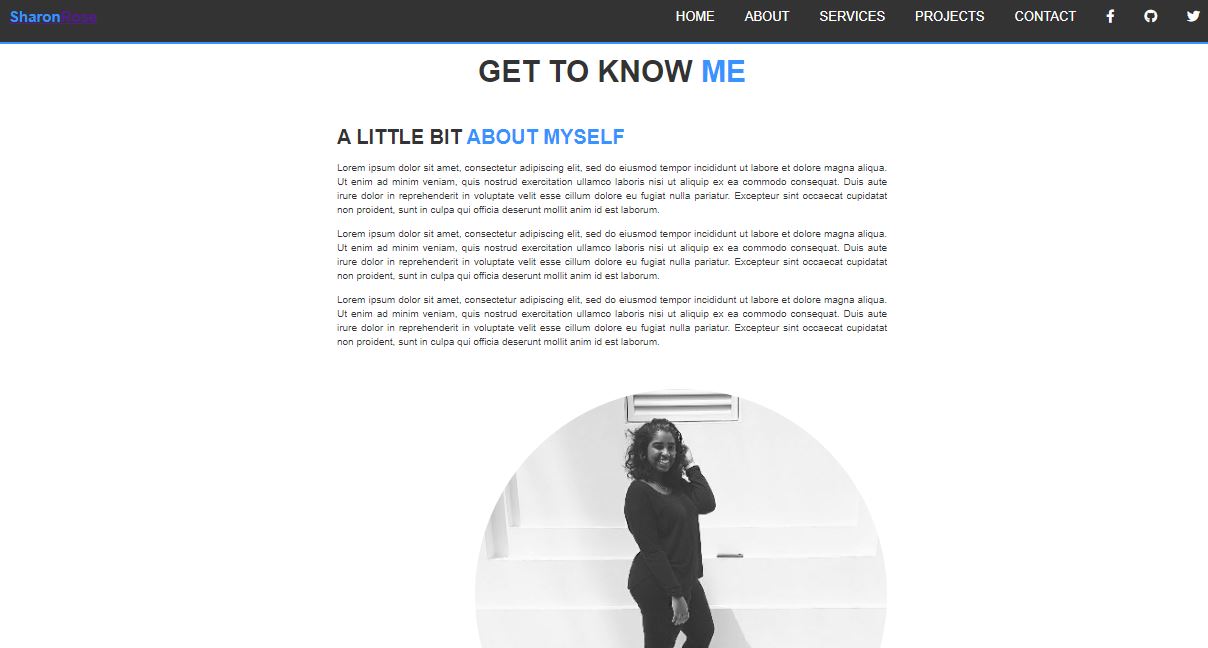 SharonRose
HOME ABOUT SERVICES PROJECTS CONTACT
GET TO KNOW ME
A LITTLE BIT ABOUT MYSELF
Lorem ipsum dolor sit amet, consectetur adipiscing elit, sed do eiusmod tempor incididunt ut labore et dolore magna aliqua.
Ut enim ad minim veniam, quis nostrud exercitation ullamco laboris nisi ut aliquip ex ea commodo consequat. Duis aute
irure dolor in reprehenderit in voluptate velit esse cillum dolore eu fugiat nulla pariatur. Excepteur sint occaecat cupidatat
non proident, sunt in culpa qui officia deserunt mollit anim id est laborum.
Lorem ipsum dolor sit amet, consectetur adipiscing elit, sed do eiusmod tempor incididunt ut labore et dolore magna aliqua.
Ut enim ad minim veniam, quis nostrud exercitation ullamco laboris nisi ut aliquip ex ea commodo consequat. Duis aute
irure dolor in reprehenderit in voluptate velit esse cillum dolore eu fugiat nulla pariatur. Excepteur sint occaecat cupidatat
non proident, sunt in culpa qui officia deserunt mollit anim id est laborum.
Lorem ipsum dolor sit amet, consectetur adipiscing elit, sed do eiusmod tempor incididunt ut labore et dolore magna aliqua.
Ut enim ad minim veniam, quis nostrud exercitation ullamco laboris nisi ut aliquip ex ea commodo consequat. Duis aute
irure dolor in reprehenderit in voluptate velit esse cillum dolore eu fugiat nulla pariatur. Excepteur sint occaecat cupidatat
non proident, sunt in culpa qui officia deserunt mollit anim id est laborum.